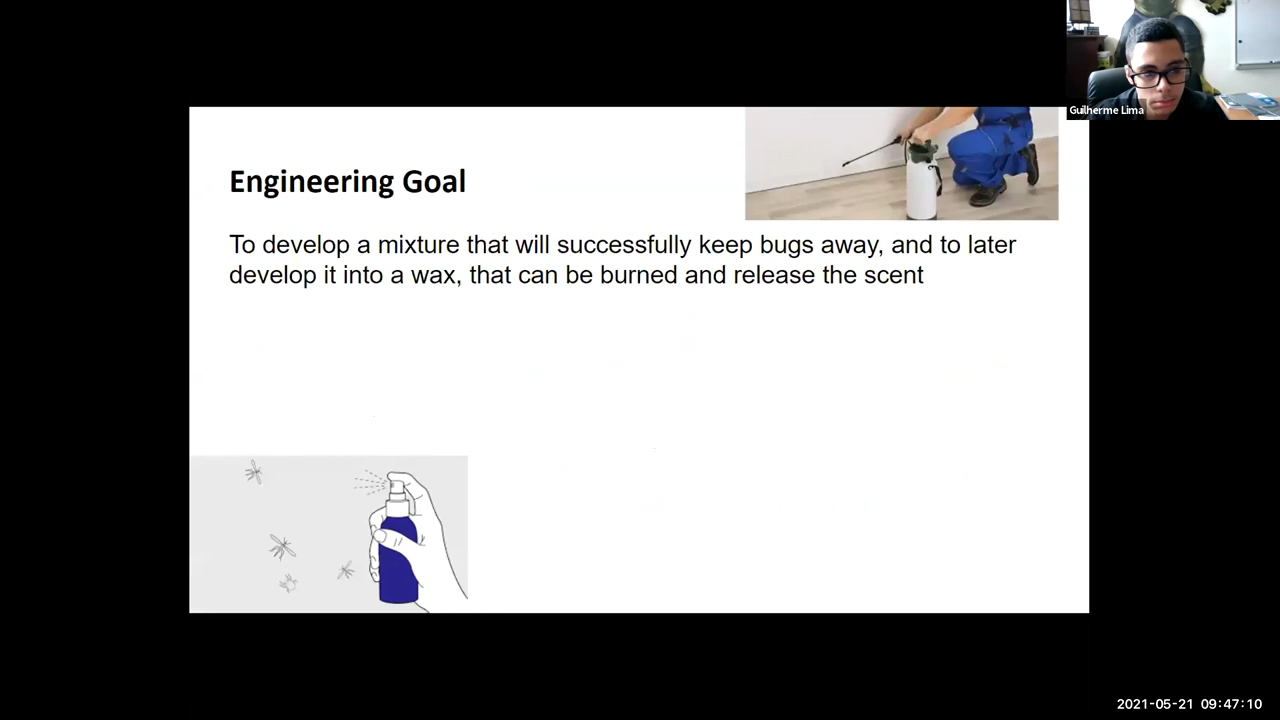 Guilherme Lima
Engineering Goal
To develop a mixture that will successfully keep bugs away, and to later
develop it into a wax, that can be burned and release the scent
2021-05-21 09:47:10